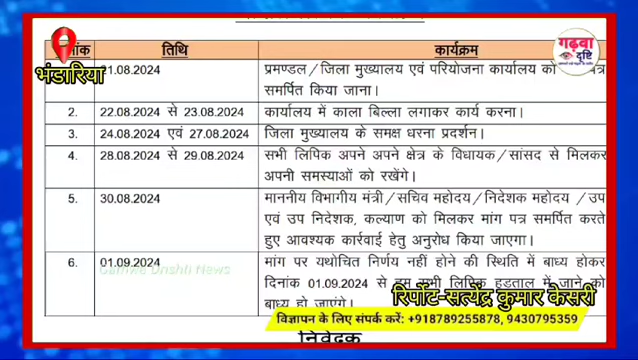 गढ़वा
दृष्टि
भंडारिया
तिथि
कार्यक्रम
21.08.2024 प्रमण्डल/जिला मुख्यालय एवं परियोजना कार्यालय को पत्र
समर्पित किया जाना।
2. 22.08.2024 से 23.08.2024 कार्यालय में काला बिल्ला लगाकर कार्य करना।
3. 24.08.2024 एवं 27.08.2024 जिला मुख्यालय के समक्ष धरना प्रदर्शन।
4. 28.08.2024 से 29.08.2024 सभी लिपिक अपने अपने क्षेत्र के विधायक/सांसद से मिलकर
अपनी समस्याओं को रखेंगे।
5. 30.08.2024 माननीय विभागीय मंत्री/सचिव महोदय/निदेशक महोदय /उप
एवं उप निदेशक, कल्याण को मिलकर मांग पत्र समर्पित करते
हुए आवश्यक कार्रवाई हेतु अनुरोध किया जाएगा।
6. 01.09.2024 मांग पर यथोचित निर्णय नहीं होने की स्थिति में बाध्य होकर
Garhwa Drishti News
दिनांक 01.09.2024 से हम सभी लिपिक हड़ताल में जाने को
बाध्य हो जाएंगे।
रिर्पोट-सत्येंद्र कुमार केसरी
विज्ञापन के लिए संपर्क करें: +918789255878, 9430795359
निवेदक